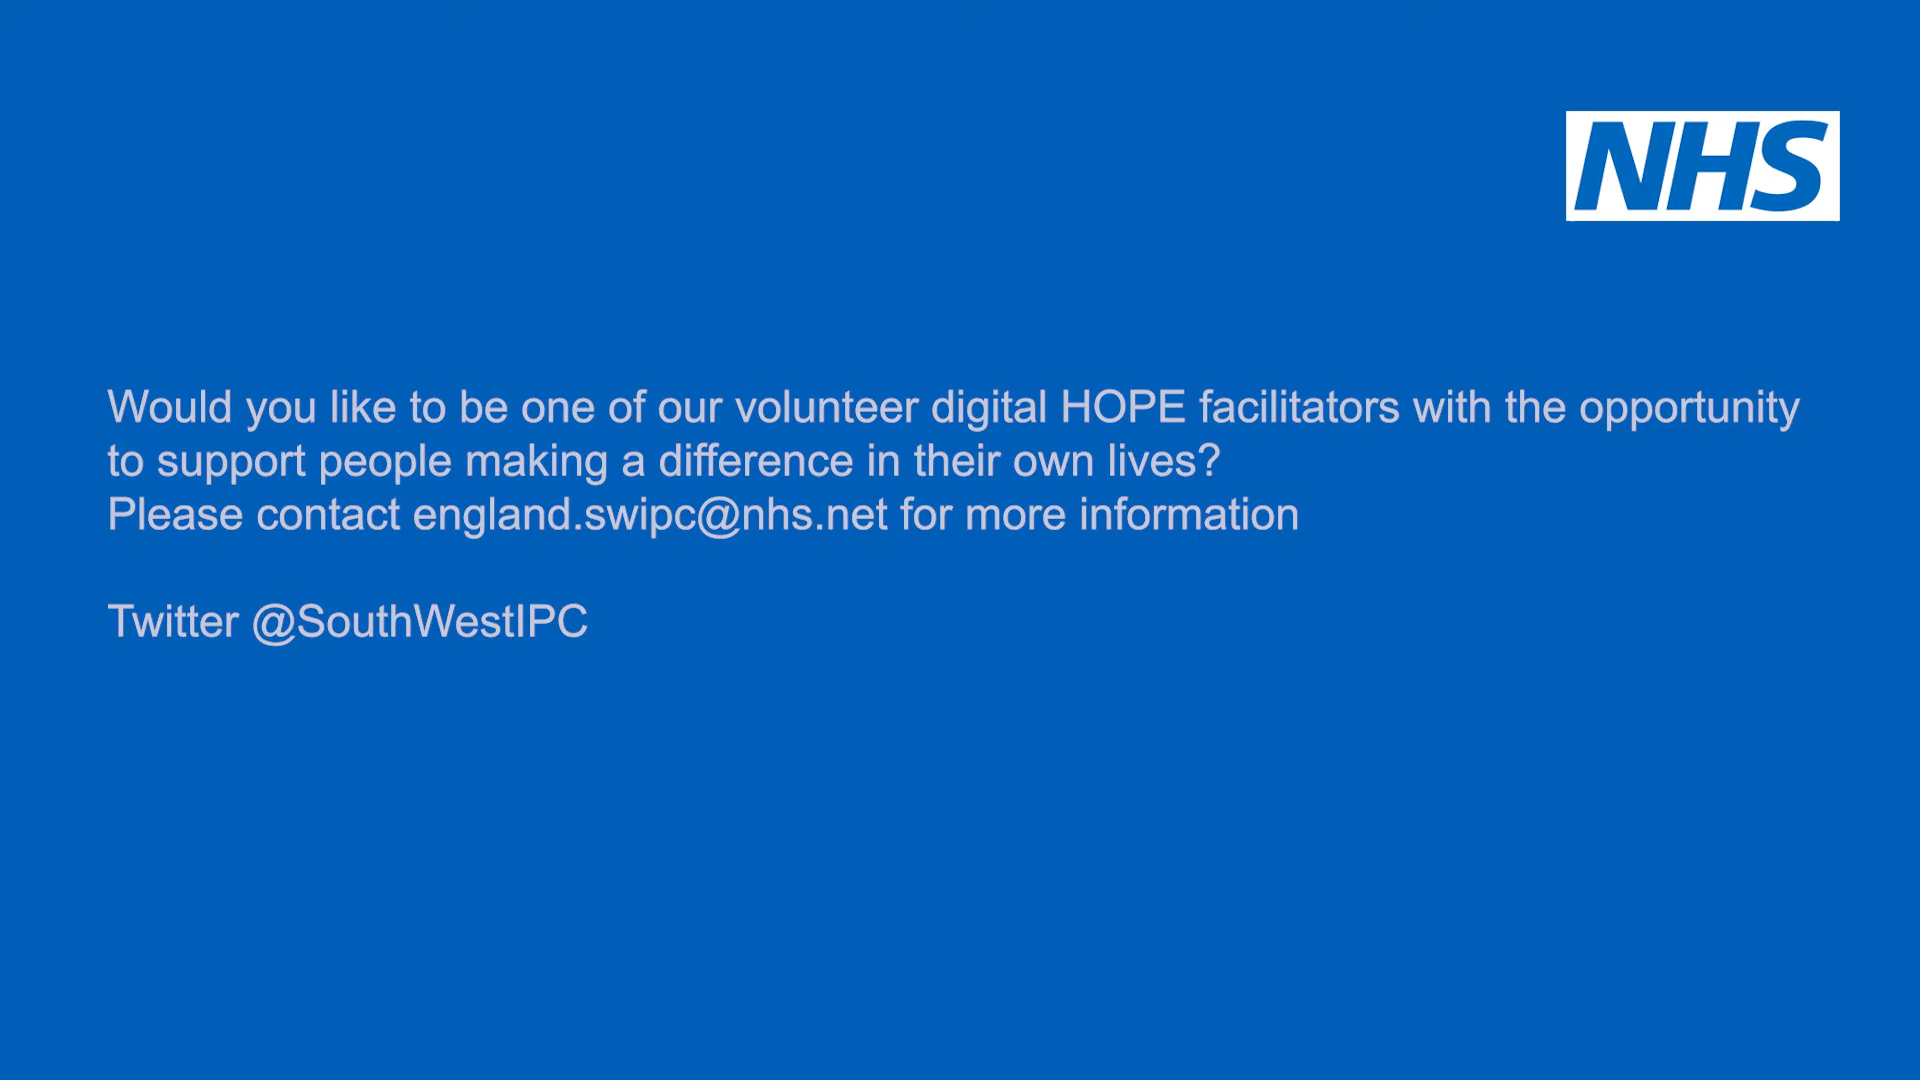 NHS
Would you like to be one of our volunteer digital HOPE facilitators with the opportunity
to support people making a difference in their own lives?
Please contact england.swipc@nhs.net for more information
Twitter @SouthWestIPC